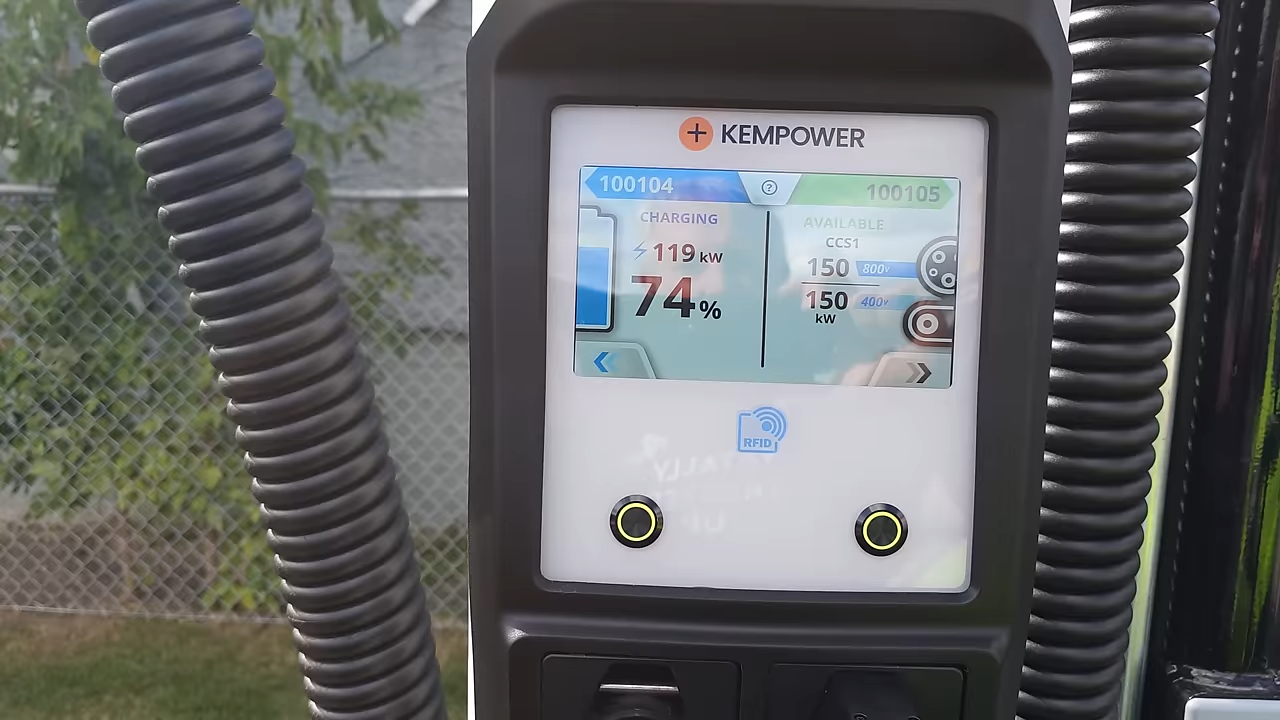 KEMPOWER
100104
?
100105
CHARGING
119 kW
74%
AVAILABLE
CCS1
150 800v
150 400v
kW
RFID